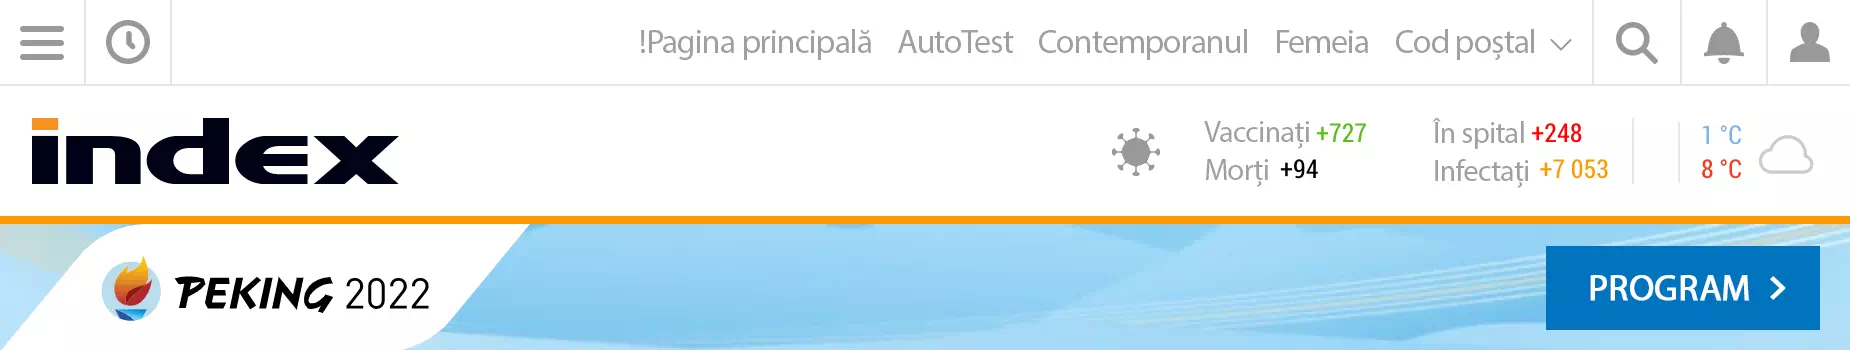 !Pagina principală AutoTest Contemporanul Femeia Cod poștal
index
Vaccinați +727 În spital +248 1 °C
Morți +94 Infectați +7 053 8 °C
PEKING 2022 PROGRAM